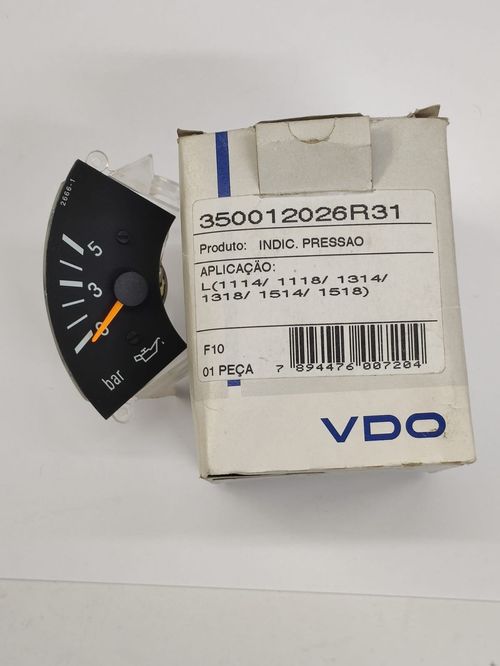 2666-1
5
3
0
bar
350012026R31
Produto: INDIC. PRESSAO
APLICAÇÃO:
L(1114/ 1118/ 1314/
1318/ 1514/ 1518)
F10
01 PEÇA
7 894476 007204
VDO